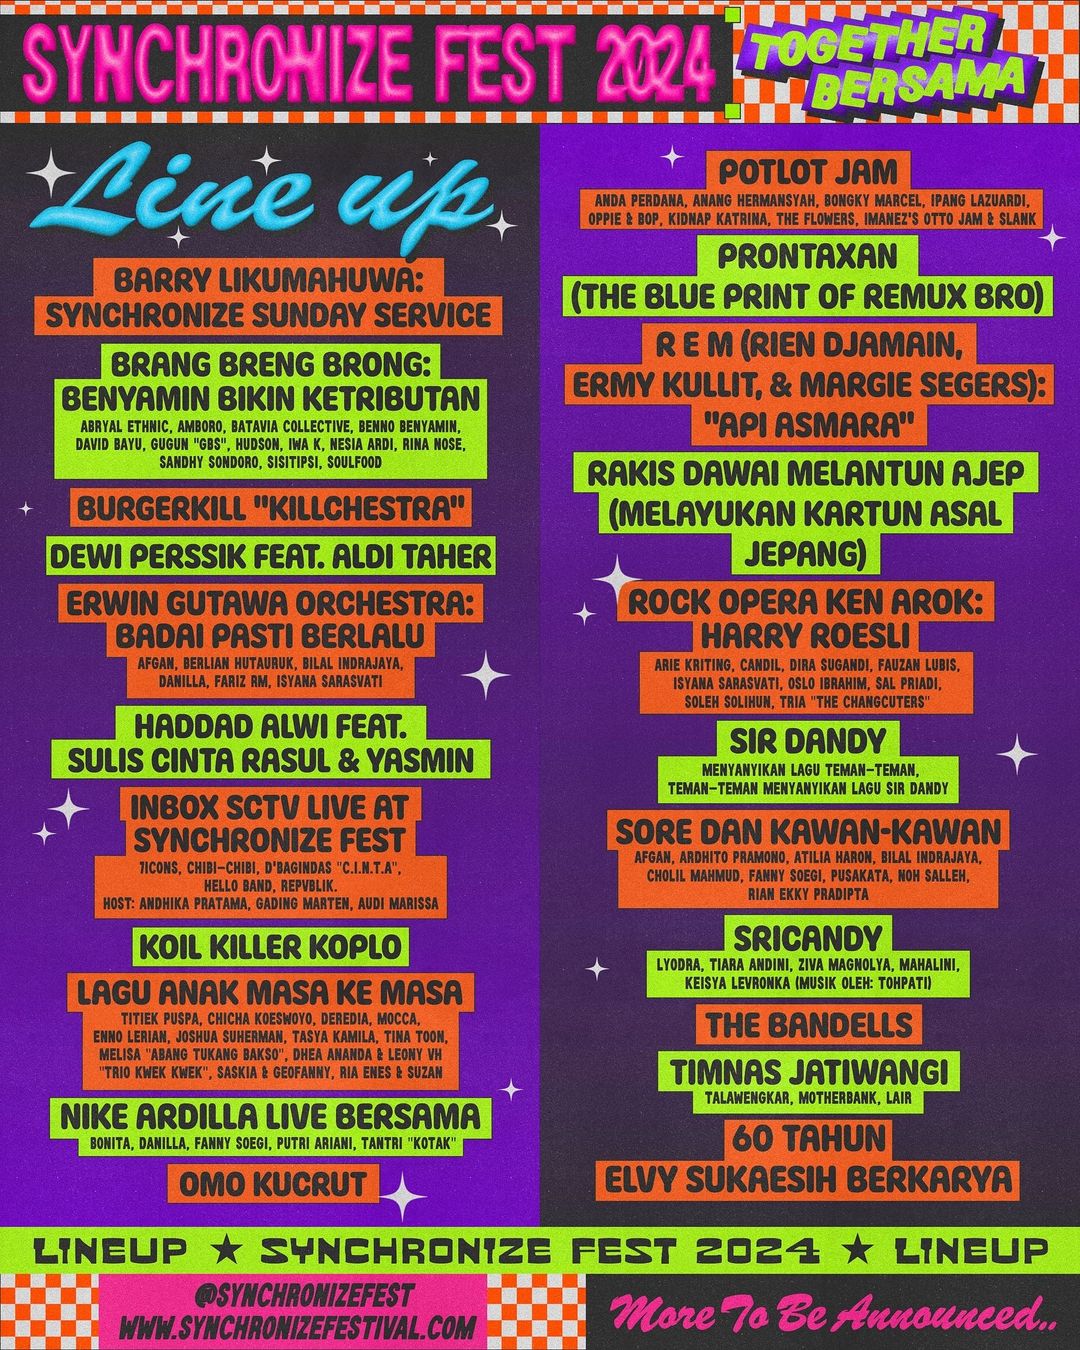 SYNCHRONIZE FEST 2024
TOGETHER
BERSAMA
Line up
BARRY LIKUMAHUWA:
SYNCHRONIZE SUNDAY SERVICE
BRANG BRENG BRONG:
BENYAMIN BIKIN KETRIBUTAN
ABRYAL ETHNIC, AMBORO, BATAVIA COLLECTIVE, BENNO BENYAMIN,
DAVID BAYU, GUGUN "GBS", HUDSON, IWA K, NESIA ARDI, RINA NOSE,
SANDHY SONDORO, SISITIPSI, SOULFOOD
BURGERKILL "KILLCHESTRA"
DEWI PERSSIK FEAT. ALDI TAHER
ERWIN GUTAWA ORCHESTRA:
BADAI PASTI BERLALU
AFGAN, BERLIAN HUTAURUK, BILAL INDRAJAYA,
DANILLA, FARIZ RM, ISYANA SARASVATI
HADDAD ALWI FEAT.
SULIS CINTA RASUL & YASMIN
INBOX SCTV LIVE AT
SYNCHRONIZE FEST
7ICONS, CHIBI-CHIBI, D'BAGINDAS "C.I.N.T.A",
HELLO BAND, REPVBLIK.
HOST: ANDHIKA PRATAMA, GADING MARTEN, AUDI MARISSA
KOIL KILLER KOPLO
LAGU ANAK MASA KE MASA
TITIEK PUSPA, CHICHA KOESWOYO, DEREDIA, MOCCA,
ENNO LERIAN, JOSHUA SUHERMAN, TASYA KAMILA, TINA TOON,
MELISA "ABANG TUKANG BAKSO", DHEA ANANDA & LEONY VH
"TRIO KWEK KWEK", SASKIA & GEOFANNY, RIA ENES & SUZAN
NIKE ARDILLA LIVE BERSAMA
BONITA, DANILLA, FANNY SOEGI, PUTRI ARIANI, TANTRI "KOTAK"
OMO KUCRUT
POTLOT JAM
ANDA PERDANA, ANANG HERMANSYAH, BONGKY MARCEL, IPANG LAZUARDI,
OPPIE & BOP, KIDNAP KATRINA, THE FLOWERS, IMANEZ'S OTTO JAM & SLANK
PRONTAXAN
(THE BLUE PRINT OF REMUX BRO)
R E M (RIEN DJAMAIN,
ERMY KULLIT, & MARGIE SEGERS):
"API ASMARA"
RAKIS DAWAI MELANTUN AJEP
(MELAYUKAN KARTUN ASAL
JEPANG)
ROCK OPERA KEN AROK:
HARRY ROESLI
ARIE KRITING, CANDIL, DIRA SUGANDI, FAUZAN LUBIS,
ISYANA SARASVATI, OSLO IBRAHIM, SAL PRIADI,
SOLEH SOLIHUN, TRIA "THE CHANGCUTERS"
SIR DANDY
MENYANYIKAN LAGU TEMAN-TEMAN,
TEMAN-TEMAN MENYANYIKAN LAGU SIR DANDY
SORE DAN KAWAN-KAWAN
AFGAN, ARDHITO PRAMONO, ATILIA HARON, BILAL INDRAJAYA,
CHOLIL MAHMUD, FANNY SOEGI, PUSAKATA, NOH SALLEH,
RIAN EKKY PRADIPTA
SRICANDY
LYODRA, TIARA ANDINI, ZIVA MAGNOLYA, MAHALINI,
KEISYA LEVRONKA (MUSIK OLEH: TOHPATI)
THE BANDELLS
TIMNAS JATIWANGI
TALAWENGKAR, MOTHERBANK, LAIR
60 TAHUN
ELVY SUKAESIH BERKARYA
LINEUP ★ SYNCHRONIZE FEST 2024 ★ LINEUP
@SYNCHRONIZEFEST
WWW.SYNCHRONIZEFESTIVAL.COM
More To Be Announced..